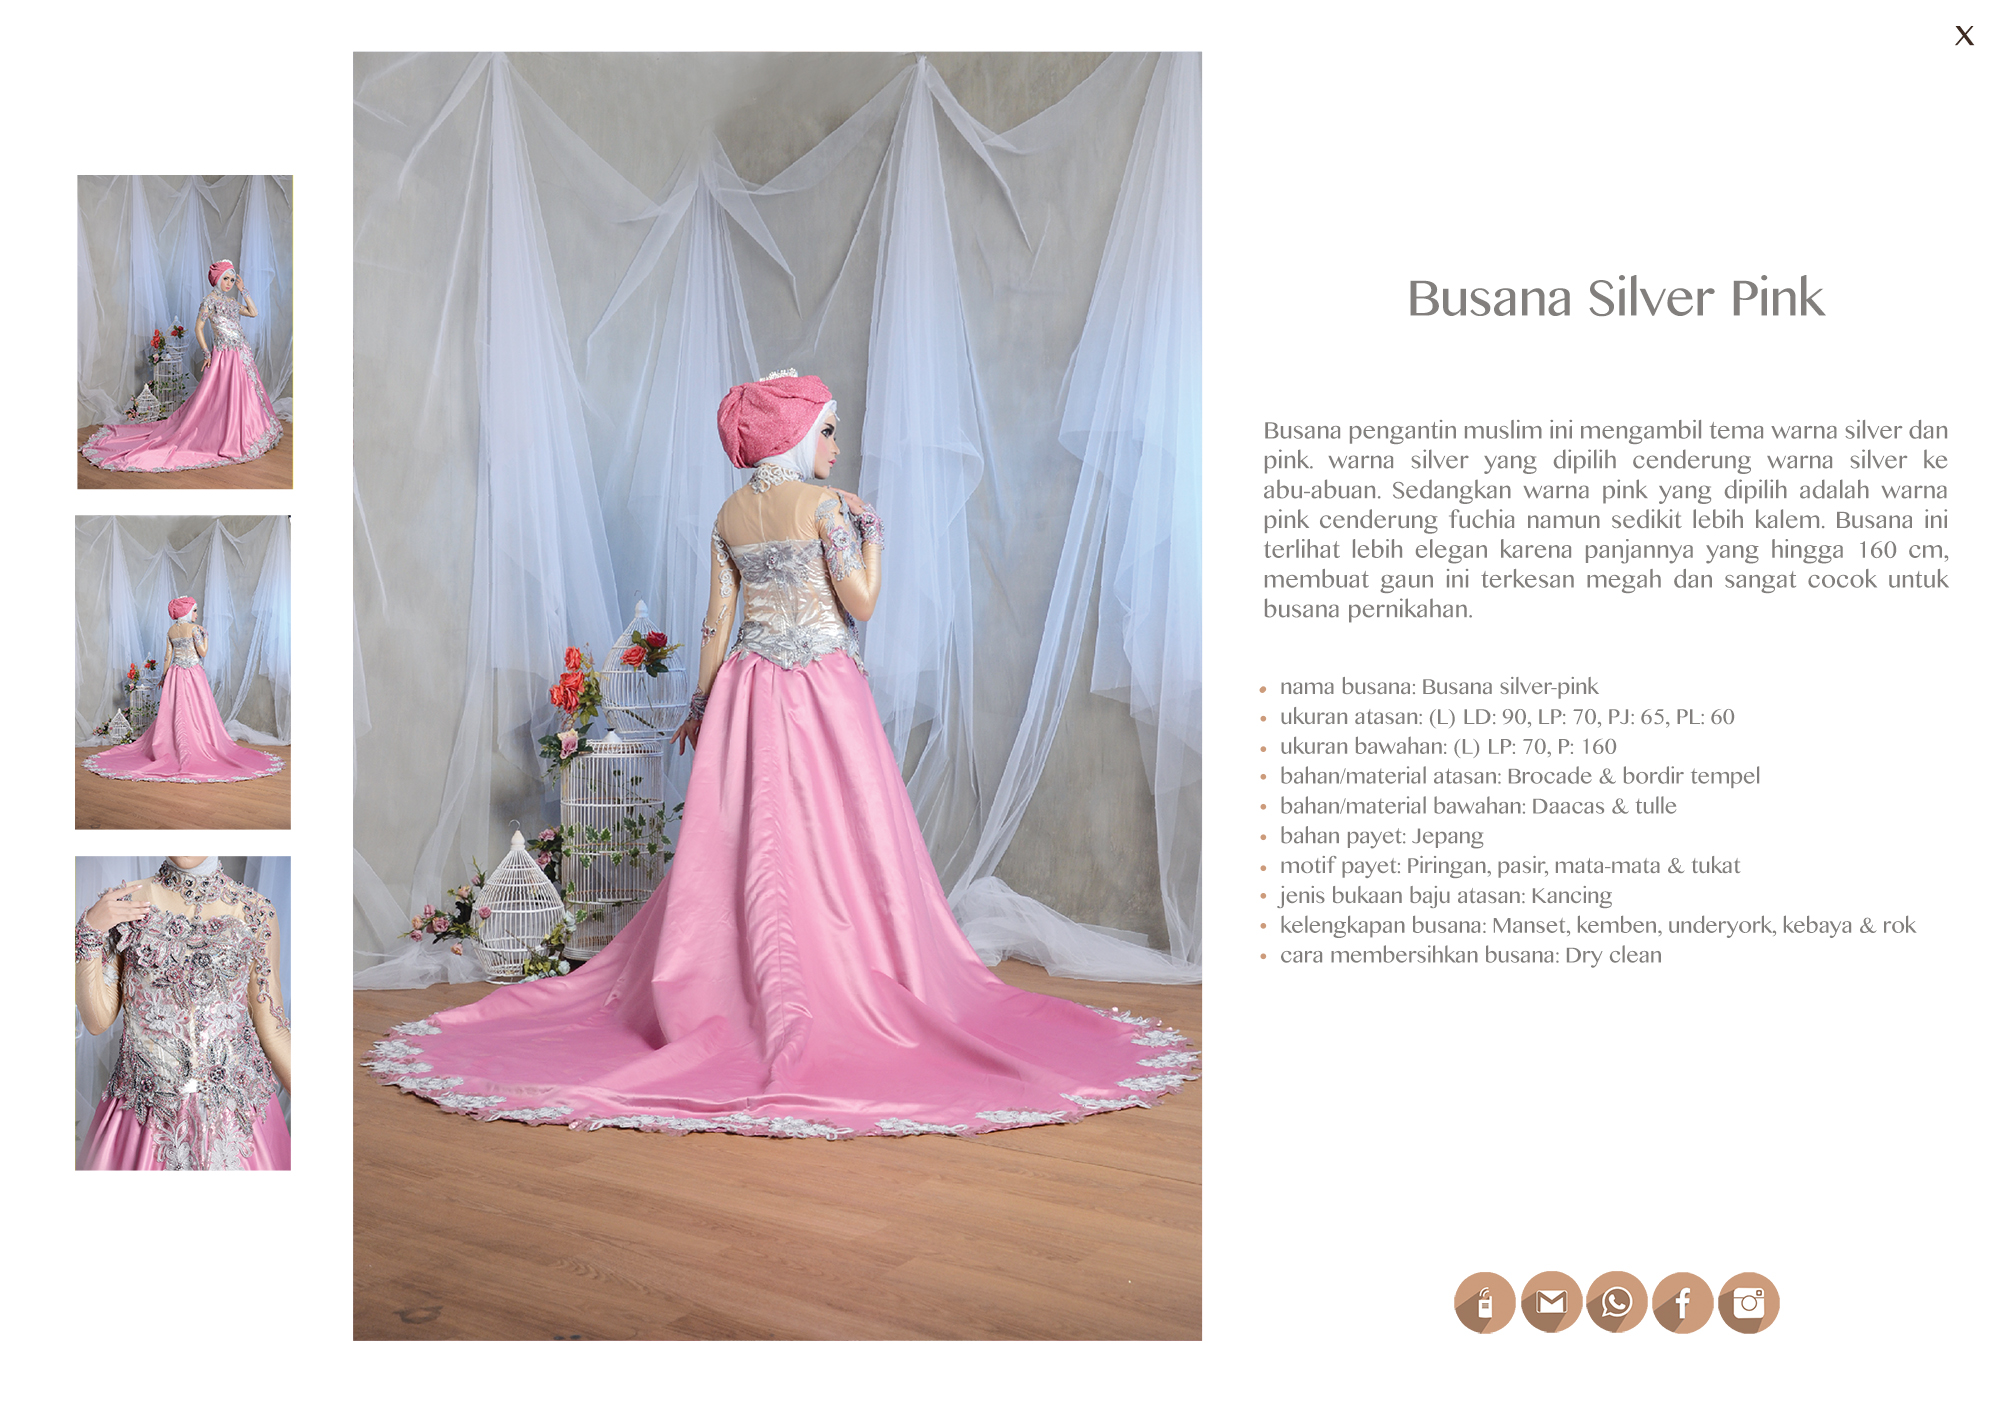 X
Busana Silver Pink
Busana pengantin muslim ini mengambil tema warna silver dan
pink. warna silver yang dipilih cenderung warna silver ke
abu-abuan. Sedangkan warna pink yang dipilih adalah warna
pink cenderung fuchia namun sedikit lebih kalem. Busana ini
terlihat lebih elegan karena panjannya yang hingga 160 cm,
membuat gaun ini terkesan megah dan sangat cocok untuk
busana pernikahan.
• nama busana: Busana silver-pink
• ukuran atasan: (L) LD: 90, LP: 70, PJ: 65, PL: 60
• ukuran bawahan: (L) LP: 70, P: 160
• bahan/material atasan: Brocade & bordir tempel
• bahan/material bawahan: Daacas & tulle
• bahan payet: Jepang
• motif payet: Piringan, pasir, mata-mata & tukat
• jenis bukaan baju atasan: Kancing
• kelengkapan busana: Manset, kemben, underyork, kebaya & rok
• cara membersihkan busana: Dry clean